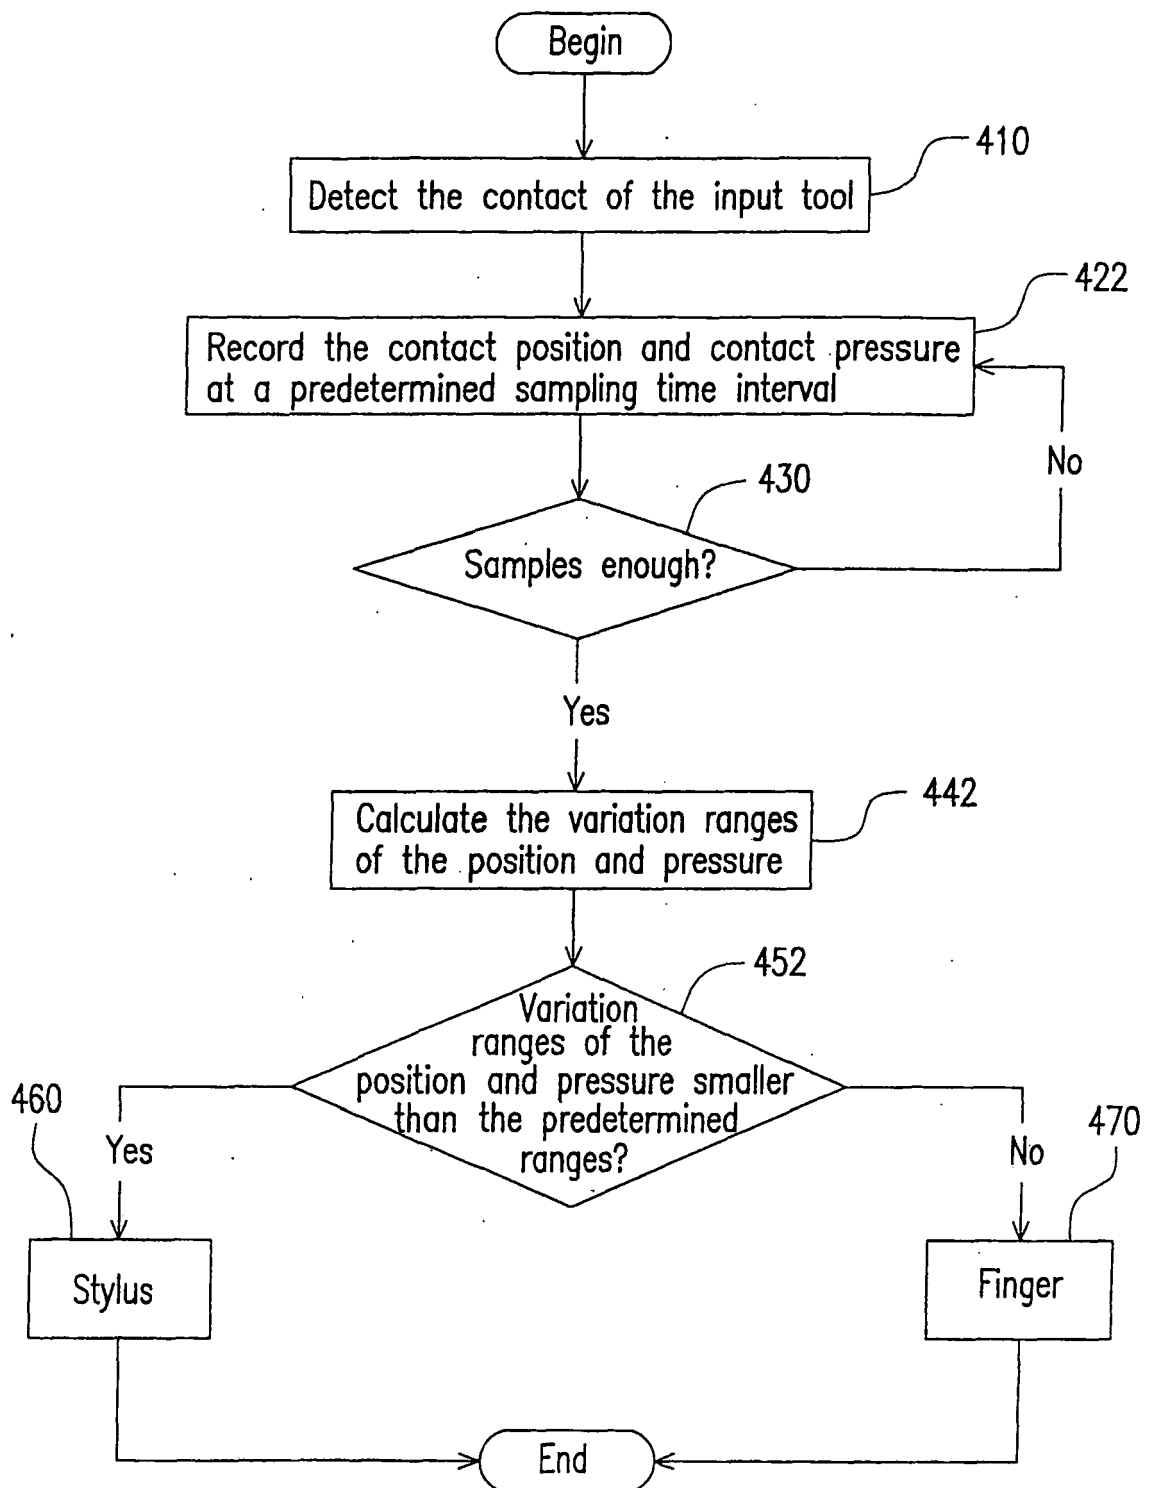 Begin
410
Detect the contact of the input tool
422
Record the contact position and contact pressure
at a predetermined sampling time interval
No
430
Samples enough?
Yes
442
Calculate the variation ranges
of the position and pressure
452
Variation
ranges of the
position and pressure smaller
than the predetermined
ranges?
460
Yes
470
No
Stylus
Finger
End